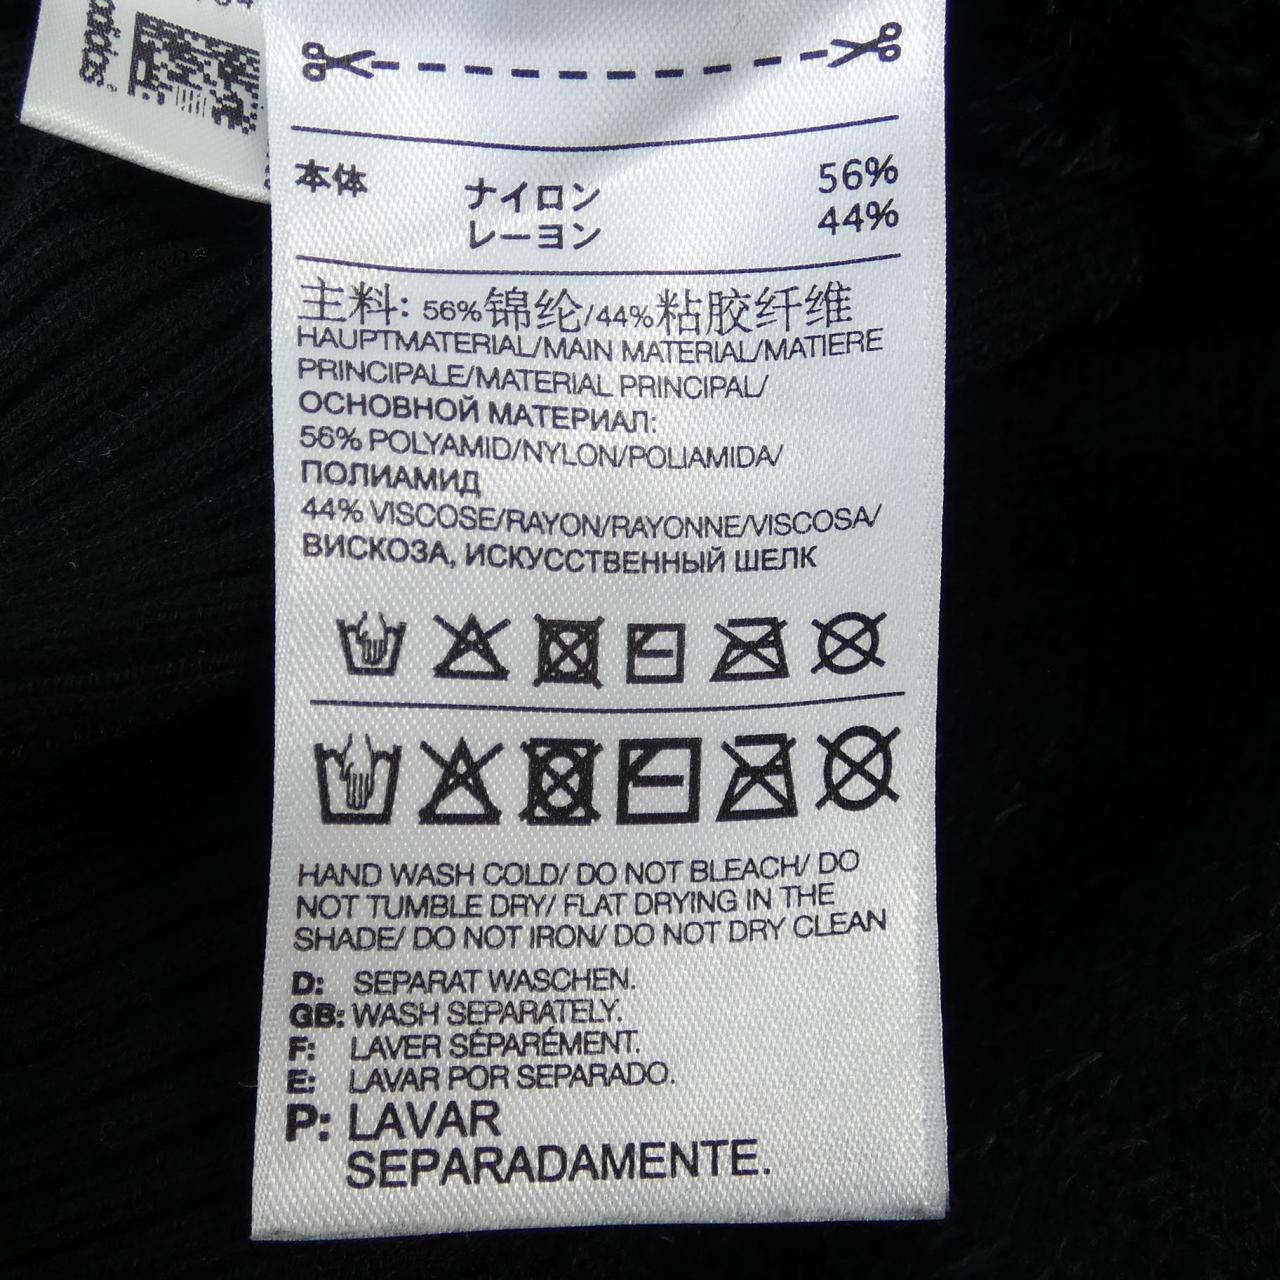 adidas
本体 ナイロン 56%
レーヨン 44%
主料: 56%锦纶/44%粘胶纤维
HAUPTMATERIAL/MAIN MATERIAL/MATIERE
PRINCIPALE/MATERIAL PRINCIPAL/
ОСНОВНОЙ МАТЕРИАЛ:
56% POLYAMID/NYLON/POLIAMIDA/
ПОЛИАМИД
44% VISCOSE/RAYON/RAYONNE/VISCOSA/
ВИСКОЗА, ИСКУССТВЕННЫЙ ШЕЛК
HAND WASH COLD/ DO NOT BLEACH/ DO
NOT TUMBLE DRY/ FLAT DRYING IN THE
SHADE/ DO NOT IRON/ DO NOT DRY CLEAN
D: SEPARAT WASCHEN.
GB: WASH SEPARATELY.
F: LAVER SÉPARÉMENT.
E: LAVAR POR SEPARADO.
P: LAVAR
SEPARADAMENTE.